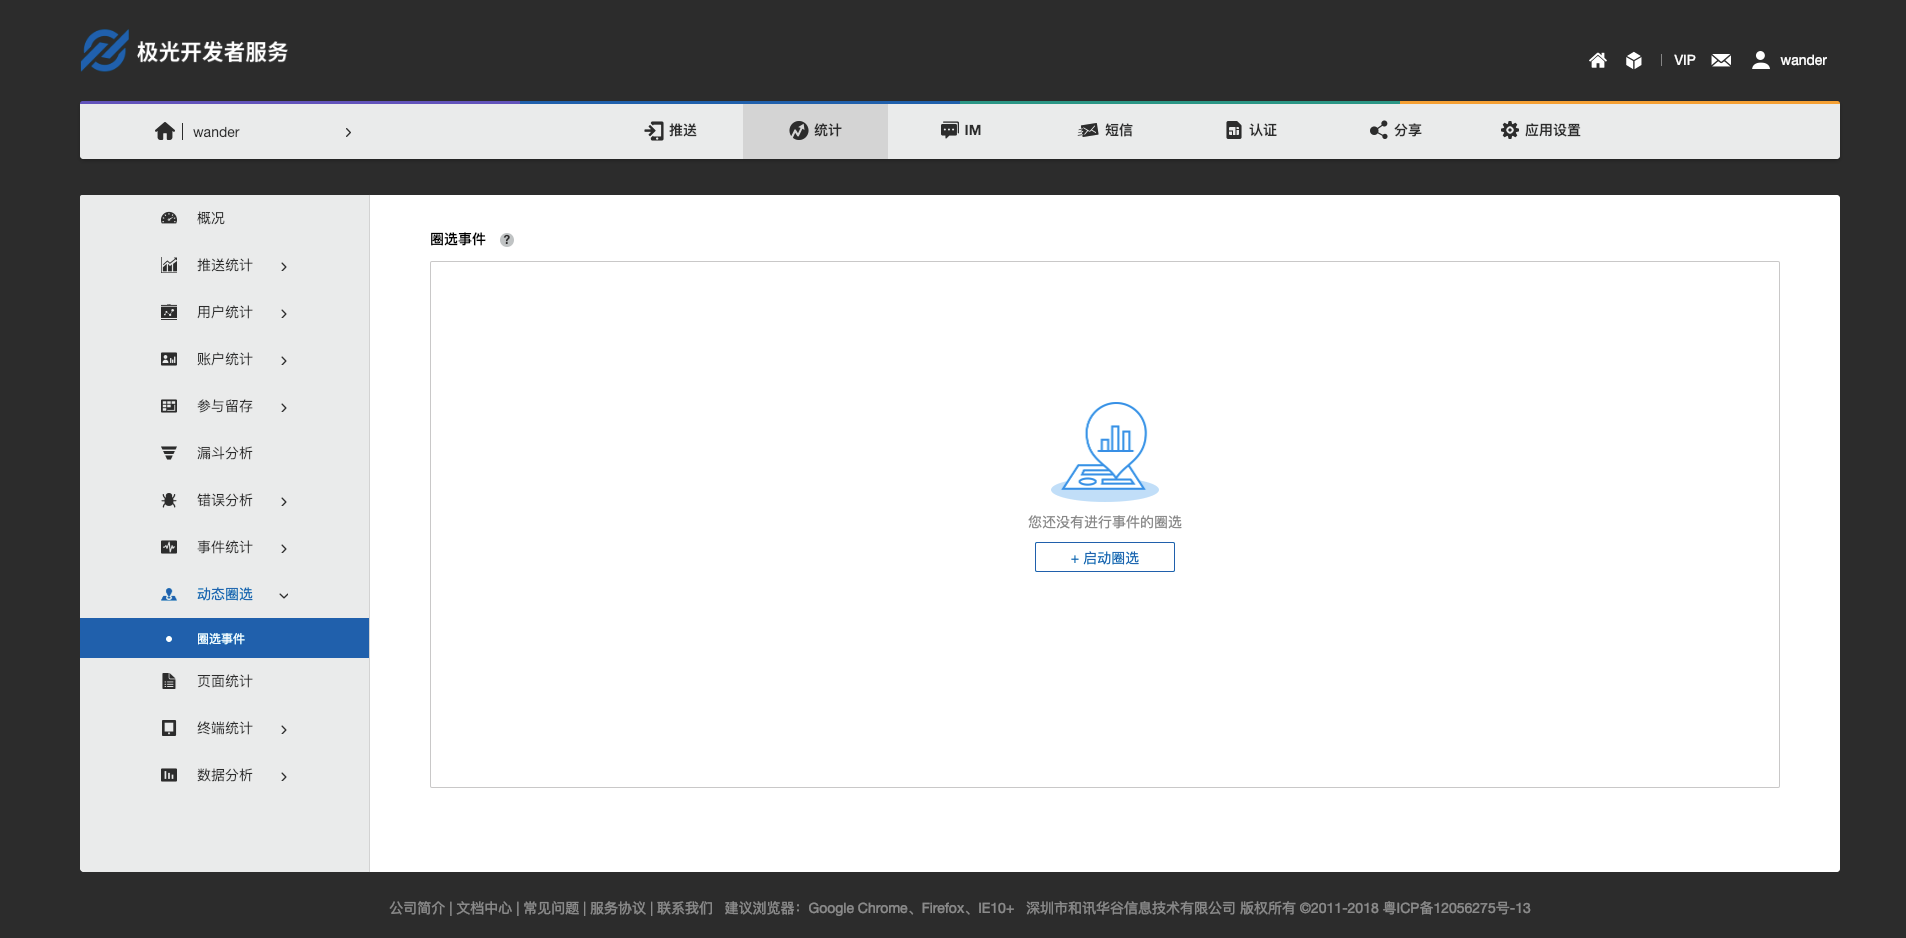 极光开发者服务
VIP
wander
wander
推送
统计
IM
短信
认证
分享
应用设置
概况
推送统计
用户统计
账户统计
参与留存
漏斗分析
错误分析
事件统计
动态圈选
圈选事件
页面统计
终端统计
数据分析
圈选事件 ?
您还没有进行事件的圈选
+ 启动圈选
公司简介 | 文档中心 | 常见问题 | 服务协议 | 联系我们 建议浏览器：Google Chrome、Firefox、IE10+ 深圳市和讯华谷信息技术有限公司 版权所有 ©2011-2018 粤ICP备12056275号-13